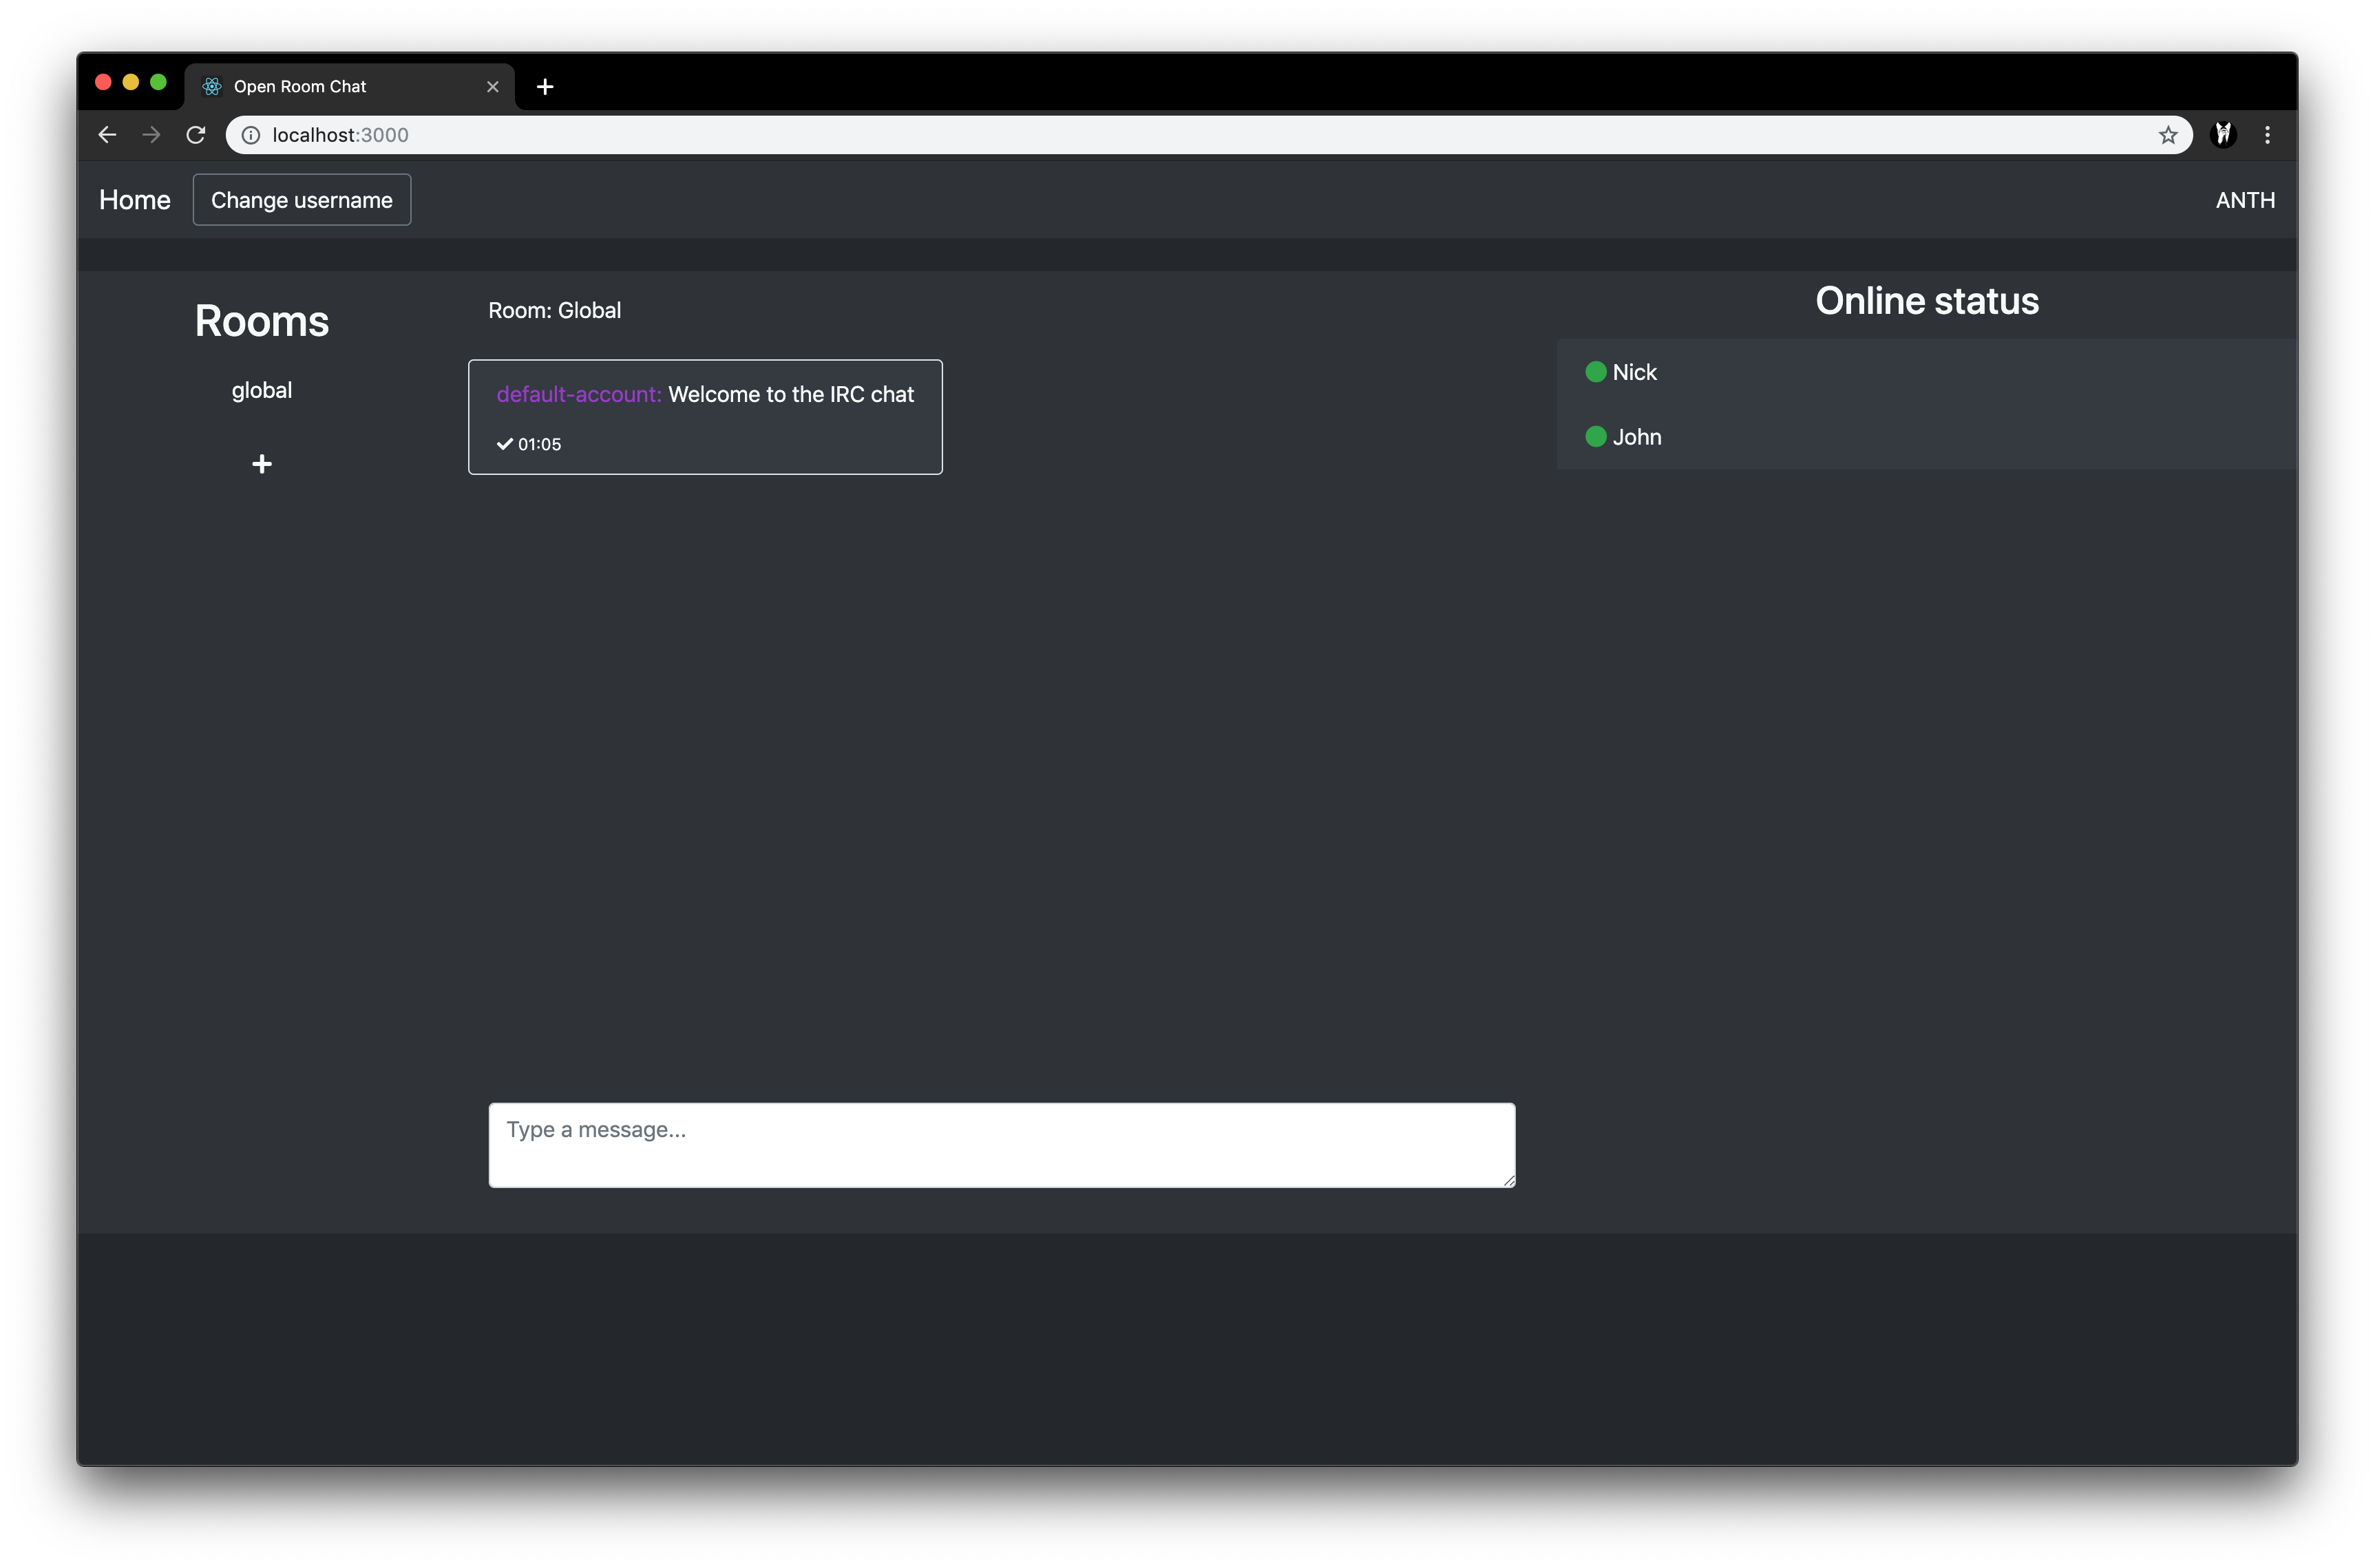 Open Room Chat
localhost:3000
Home Change username ANTH
Rooms
global
Room: Global
default-account: Welcome to the IRC chat
01:05
Type a message...
Online status
Nick
John